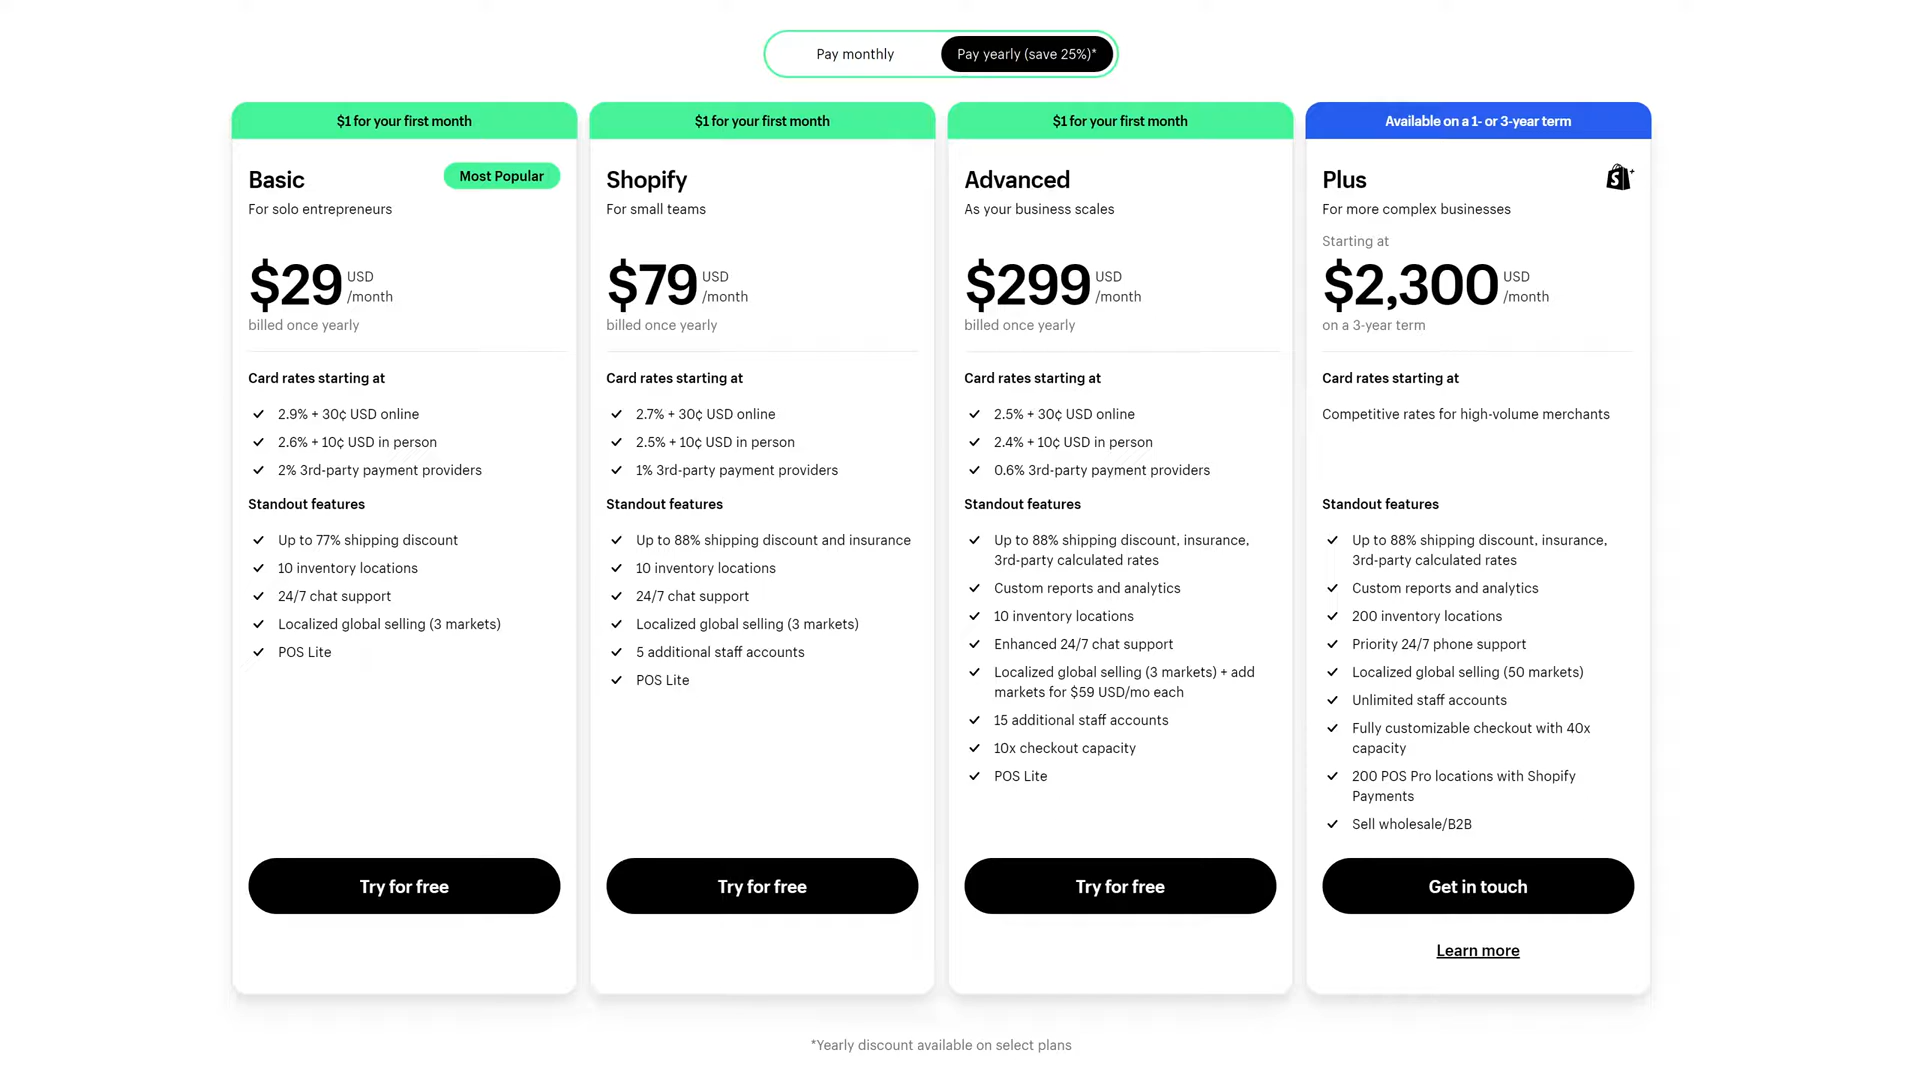 Pay monthly
Pay yearly (save 25%)*
$1 for your first month
Basic
Most Popular
For solo entrepreneurs
$29 USD
/month
billed once yearly
Card rates starting at
2.9% + 30¢ USD online
2.6% + 10¢ USD in person
2% 3rd-party payment providers
Standout features
Up to 77% shipping discount
10 inventory locations
24/7 chat support
Localized global selling (3 markets)
POS Lite
Try for free
$1 for your first month
Shopify
For small teams
$79 USD
/month
billed once yearly
Card rates starting at
2.7% + 30¢ USD online
2.5% + 10¢ USD in person
1% 3rd-party payment providers
Standout features
Up to 88% shipping discount and insurance
10 inventory locations
24/7 chat support
Localized global selling (3 markets)
5 additional staff accounts
POS Lite
Try for free
$1 for your first month
Advanced
As your business scales
$299 USD
/month
billed once yearly
Card rates starting at
2.5% + 30¢ USD online
2.4% + 10¢ USD in person
0.6% 3rd-party payment providers
Standout features
Up to 88% shipping discount, insurance,
3rd-party calculated rates
Custom reports and analytics
10 inventory locations
Enhanced 24/7 chat support
Localized global selling (3 markets) + add
markets for $59 USD/mo each
15 additional staff accounts
10x checkout capacity
POS Lite
Try for free
Available on a 1- or 3-year term
Plus
For more complex businesses
Starting at
$2,300 USD
/month
on a 3-year term
Card rates starting at
Competitive rates for high-volume merchants
Standout features
Up to 88% shipping discount, insurance,
3rd-party calculated rates
Custom reports and analytics
200 inventory locations
Priority 24/7 phone support
Localized global selling (50 markets)
Unlimited staff accounts
Fully customizable checkout with 40x
capacity
200 POS Pro locations with Shopify
Payments
Sell wholesale/B2B
Get in touch
Learn more
*Yearly discount available on select plans